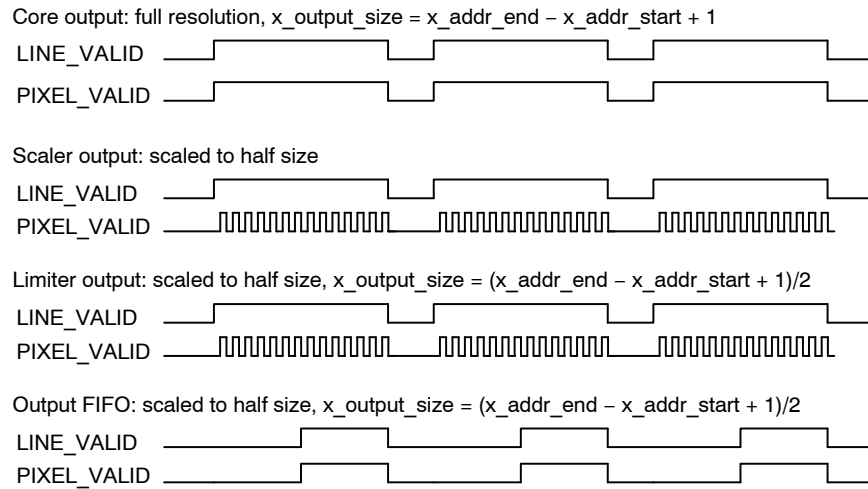 Core output: full resolution, x_output_size = x_addr_end − x_addr_start + 1
LINE_VALID
PIXEL_VALID
Scaler output: scaled to half size
LINE_VALID
PIXEL_VALID
Limiter output: scaled to half size, x_output_size = (x_addr_end − x_addr_start + 1)/2
LINE_VALID
PIXEL_VALID
Output FIFO: scaled to half size, x_output_size = (x_addr_end − x_addr_start + 1)/2
LINE_VALID
PIXEL_VALID